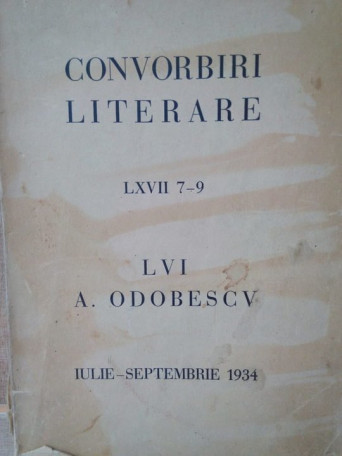 CONVORBIRI
LITERARE
LXVII 7-9
LVI
A. ODOBESCV
IULIE-SEPTEMBRIE 1934